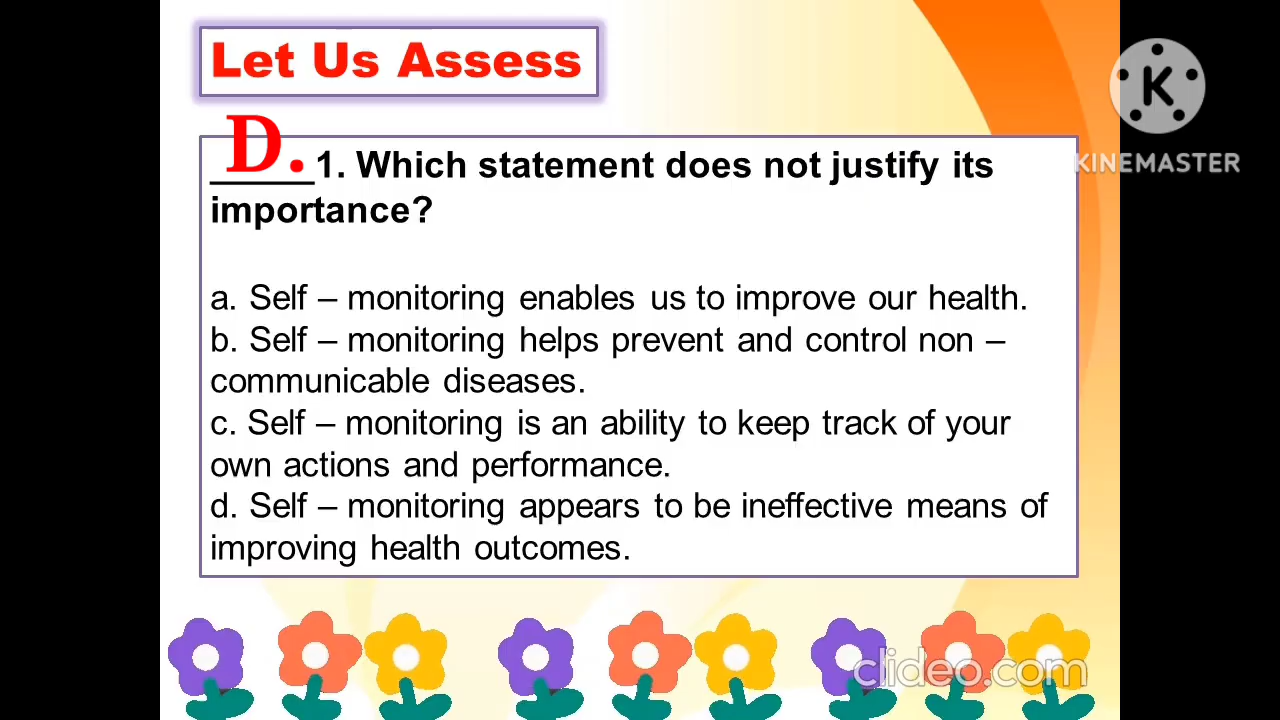 Let Us Assess
K
KINEMASTER
D.
_____1. Which statement does not justify its
importance?
a. Self – monitoring enables us to improve our health.
b. Self – monitoring helps prevent and control non –
communicable diseases.
c. Self – monitoring is an ability to keep track of your
own actions and performance.
d. Self – monitoring appears to be ineffective means of
improving health outcomes.
clideo.com